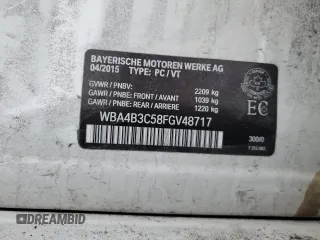 BAYERISCHE MOTOREN WERKE AG
04/2015 TYPE: PC / VT
GVWR / PNBV: 2209 kg
GAWR / PNBE: FRONT / AVANT 1039 kg
GAWR / PNBE: REAR / ARRIERE 1220 kg
EC
WBA4B3C58FGV48717
300/0
DREAMBID